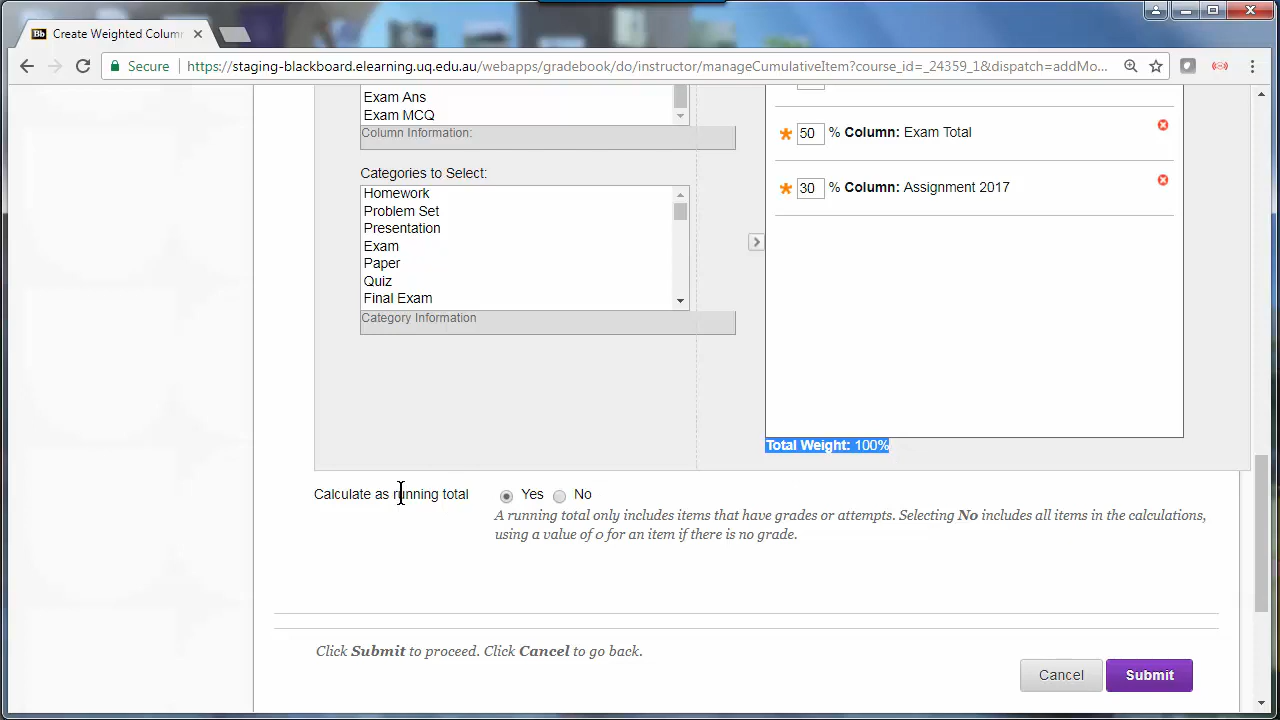 Create Weighted Colum
Secure
https://staging-blackboard.elearning.uq.edu.au/webapps/gradebook/do/instructor/manageCumulativeItem?course_id=_24359_1&dispatch=addMo...
Exam Ans
Exam MCQ
Column Information:
50 % Column: Exam Total
Categories to Select:
30 % Column: Assignment 2017
Homework
Problem Set
Presentation
Exam
Paper
Quiz
Final Exam
Category Information
Total Weight: 100%
Calculate as running total Yes No
A running total only includes items that have grades or attempts. Selecting No includes all items in the calculations,
using a value of 0 for an item if there is no grade.
Click Submit to proceed. Click Cancel to go back.
Cancel Submit